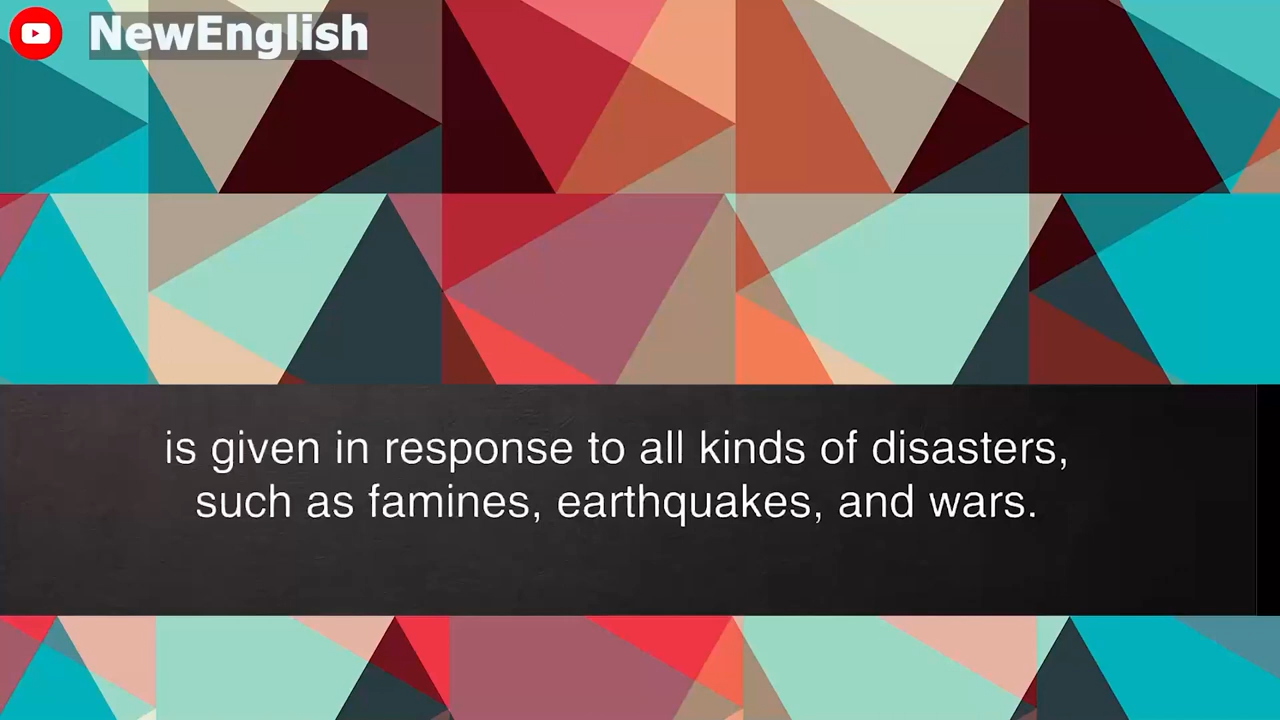 NewEnglish
is given in response to all kinds of disasters,
such as famines, earthquakes, and wars.